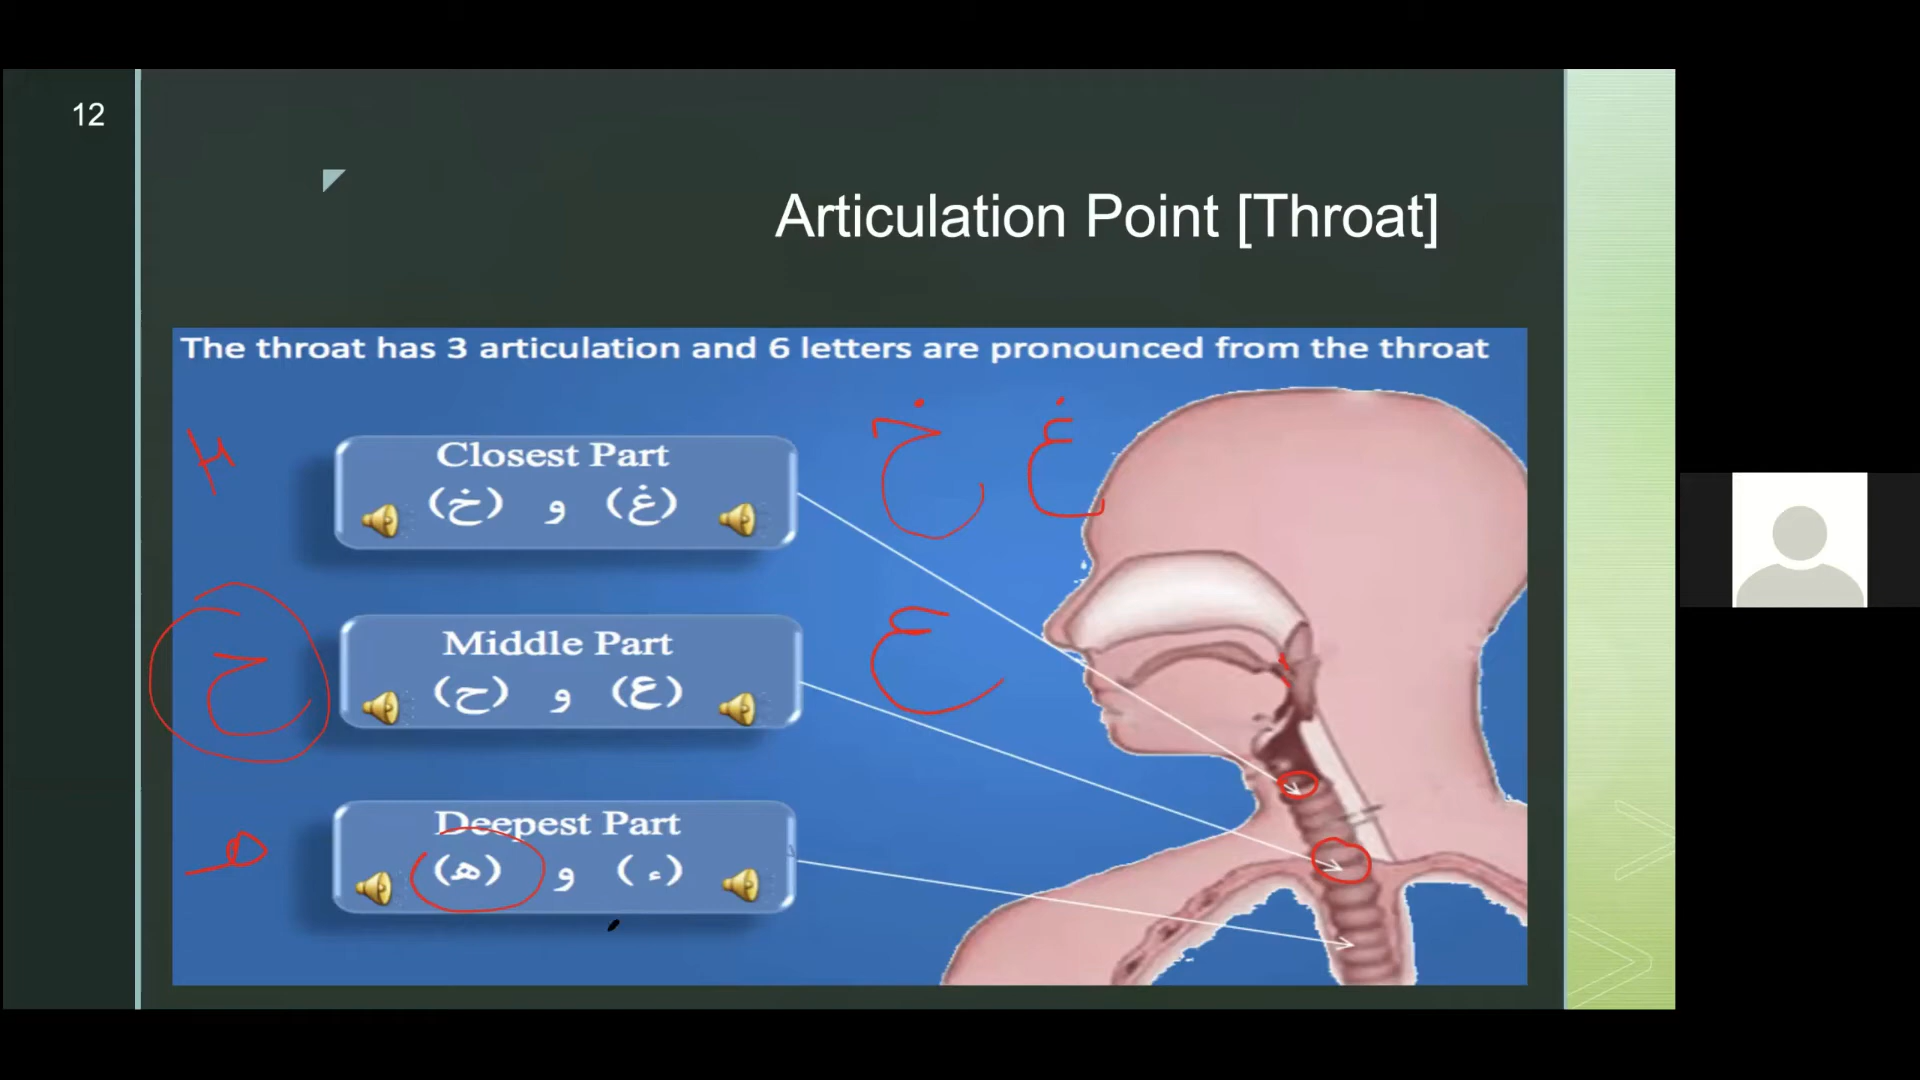 12
Articulation Point [Throat]
The throat has 3 articulation and 6 letters are pronounced from the throat
H
Closest Part
(غ) و (خ)
غ خ
Middle Part
(ع) و (ح)
ع
ح
Deepest Part
(ء) و (ه)
ه